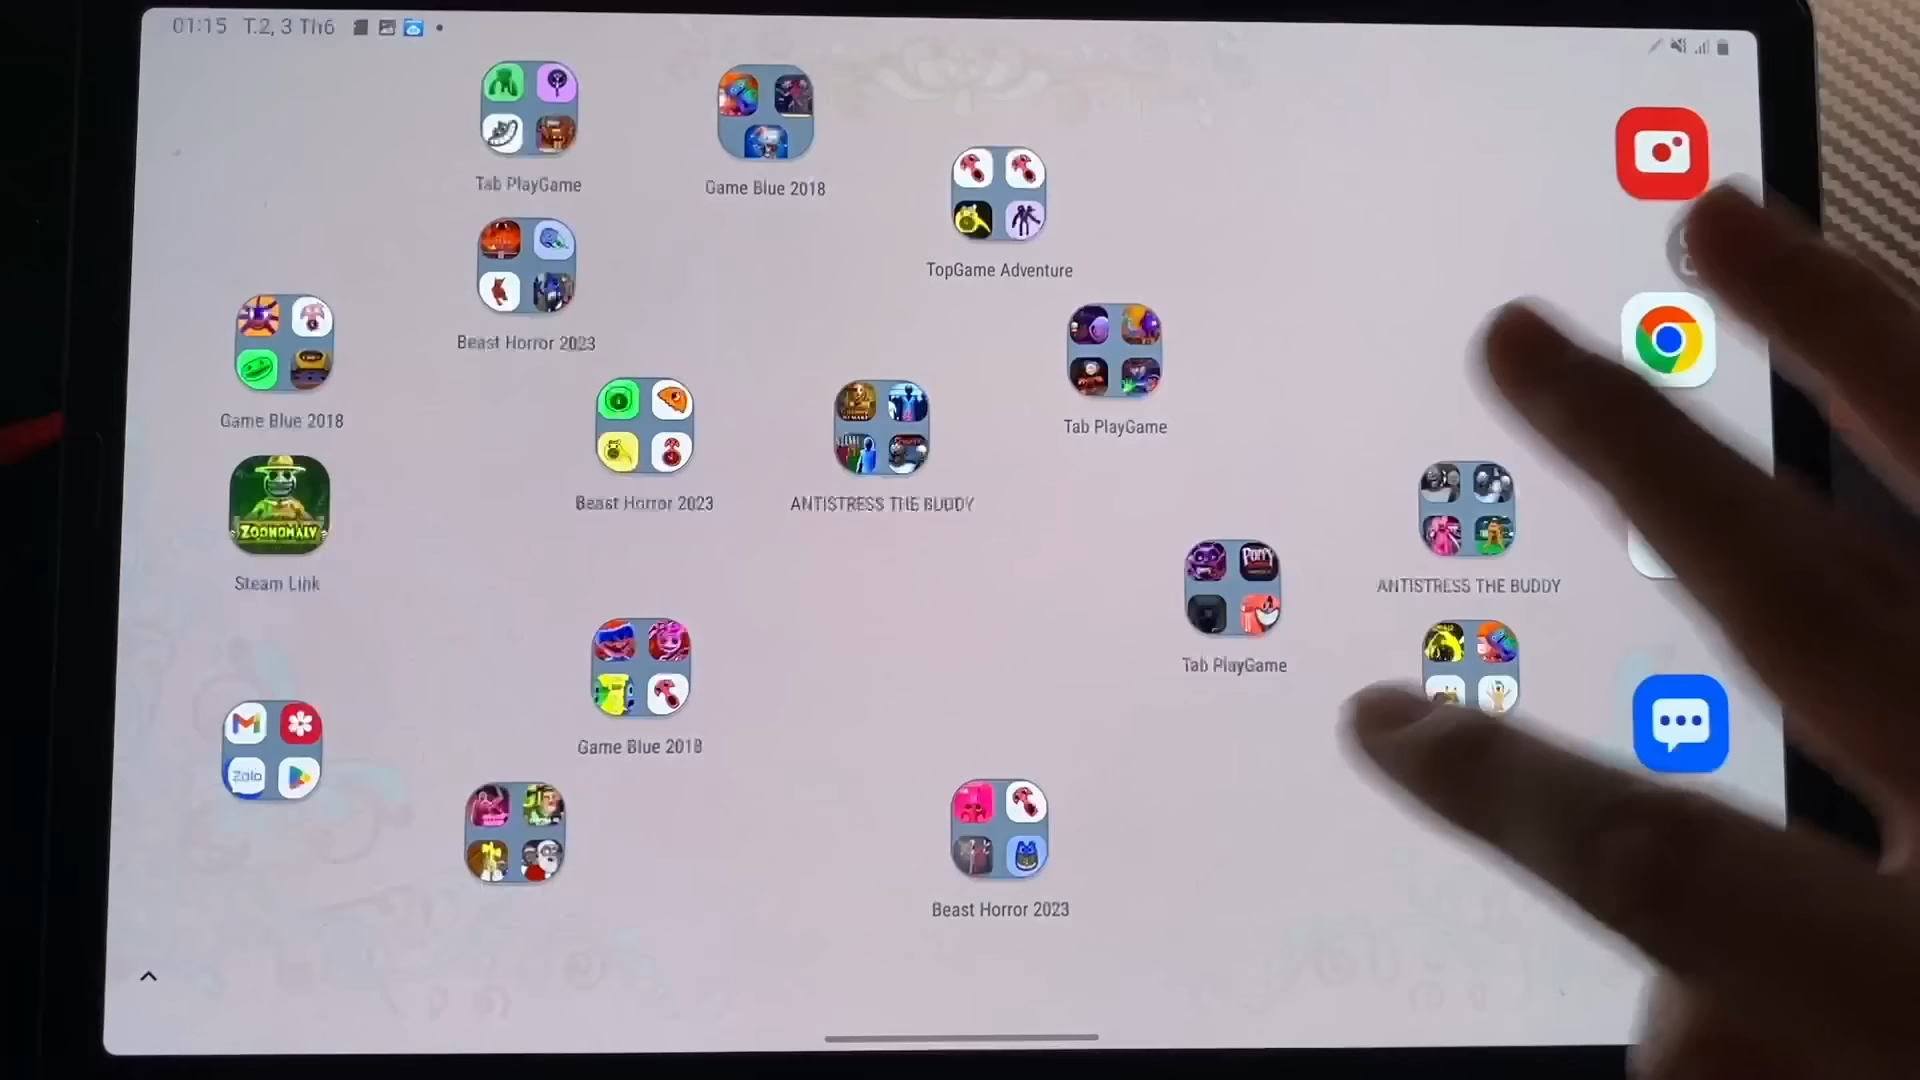 01:15 T.2, 3 Th6
Tab PlayGame
Game Blue 2018
TopGame Adventure
Beast Horror 2023
Game Blue 2018
Tab PlayGame
Beast Horror 2023
ANTISTRESS THE BUDDY
ZOONOMALY
Steam Link
ANTISTRESS THE BUDDY
POPPY
Tab PlayGame
Game Blue 2018
Zalo
Beast Horror 2023